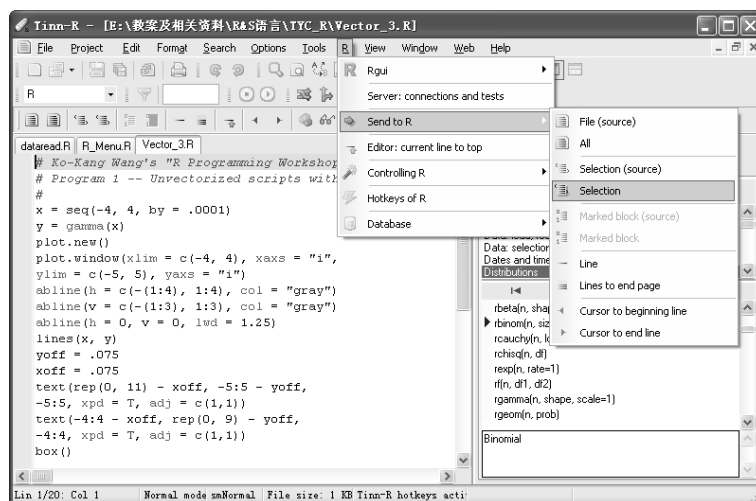 Tinn-R - [E:\教案及相关资料\R&S语言\TYC_R\Vector_3.R]
File Project Edit Format Search Options Tools R View Window Web Help
R
dataread.R R_Menu.R Vector_3.R
# Ko-Kang Wang's "R Programming Workshop
# Program 1 -- Unvectorized scripts with
#
x = seq(-4, 4, by = .0001)
y = gamma(x)
plot.new()
plot.window(xlim = c(-4, 4), xaxs = "i",
ylim = c(-5, 5), yaxs = "i")
abline(h = c(-(1:4), 1:4), col = "gray")
abline(v = c(-(1:3), 1:3), col = "gray")
abline(h = 0, v = 0, lwd = 1.25)
lines(x, y)
yoff = .075
xoff = .075
text(rep(0, 11) - xoff, -5:5 - yoff,
-5:5, xpd = T, adj = c(1,1))
text(-4:4 - xoff, rep(0, 9) - yoff,
-4:4, xpd = T, adj = c(1,1))
box()
Rgui
Server: connections and tests
Send to R
Editor: current line to top
Controlling R
Hotkeys of R
Database
File (source)
All
Selection (source)
Selection
Marked block (source)
Marked block
Line
Lines to end page
Cursor to beginning line
Cursor to end line
Data: selection
Dates and time
Distributions
rbeta(n, sha
rbinom(n, siz
rcauchy(n, lo
rchisq(n, df)
rexp(n, rate=1)
rf(n, df1, df2)
rgamma(n, shape, scale=1)
rgeom(n, prob)
Binomial
Lin 1/20: Col 1 Normal mode smNormal File size: 1 KB Tinn-R hotkeys acti